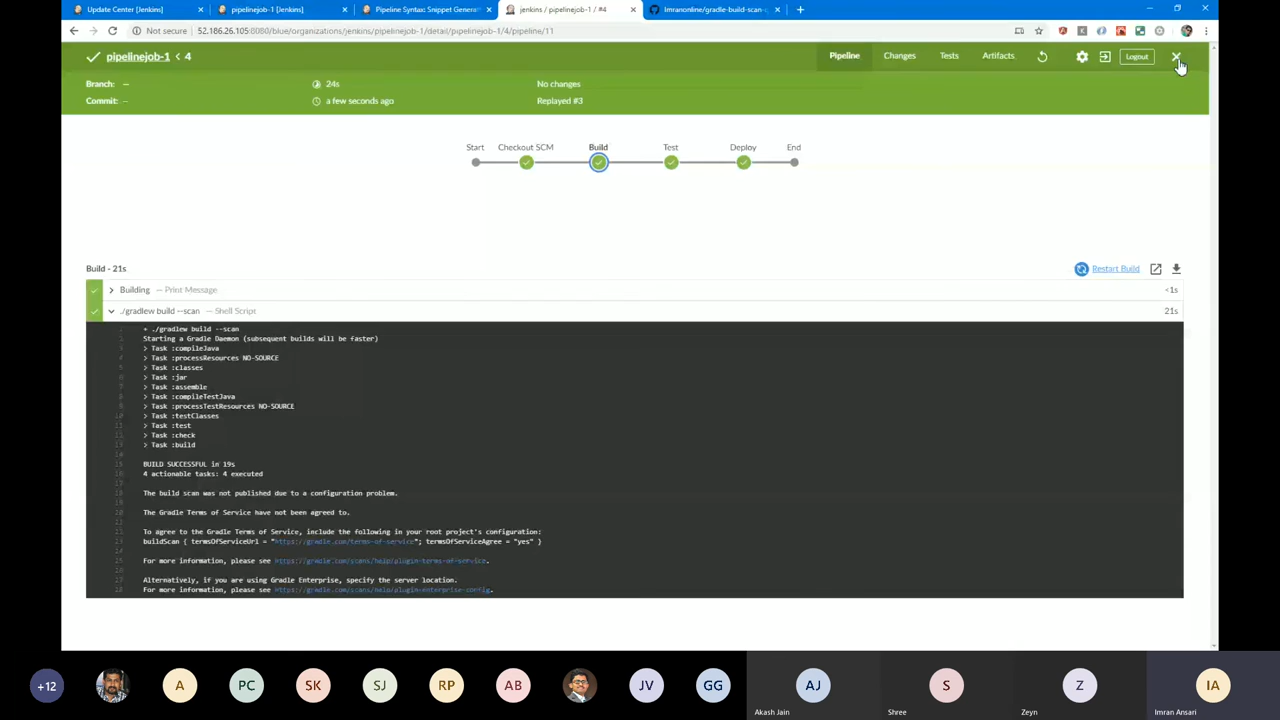 Update Center [Jenkins]
pipelinejob-1 [Jenkins]
Pipeline Syntax: Snippet Generat
jenkins / pipelinejob-1 / #4
Imranonline/gradle-build-scan-
Not secure
52.186.26.105:8080/blue/organizations/jenkins/pipelinejob-1/detail/pipelinejob-1/4/pipeline/11
pipelinejob-1 < 4
Pipeline
Changes
Tests
Artifacts
Logout
Branch: —
24s
No changes
Commit: —
a few seconds ago
Replayed #3
Start
Checkout SCM
Build
Test
Deploy
End
Build - 21s
Restart Build
Building — Print Message
<1s
./gradlew build --scan — Shell Script
21s
+ ./gradlew build --scan
Starting a Gradle Daemon (subsequent builds will be faster)
> Task :compileJava
> Task :processResources NO-SOURCE
> Task :classes
> Task :jar
> Task :assemble
> Task :compileTestJava
> Task :processTestResources NO-SOURCE
> Task :testClasses
> Task :test
> Task :check
> Task :build
BUILD SUCCESSFUL in 19s
4 actionable tasks: 4 executed
The build scan was not published due to a configuration problem.
The Gradle Terms of Service have not been agreed to.
To agree to the Gradle Terms of Service, include the following in your root project's configuration:
buildScan { termsOfServiceUrl = "https://gradle.com/terms-of-service"; termsOfServiceAgree = "yes" }
For more information, please see https://gradle.com/scans/help/plugin-terms-of-service.
Alternatively, if you are using Gradle Enterprise, specify the server location.
For more information, please see https://gradle.com/scans/help/plugin-enterprise-config.
+12
A
PC
SK
SJ
RP
AB
JV
GG
AJ
Akash Jain
S
Shree
Z
Zeyn
IA
Imran Ansari